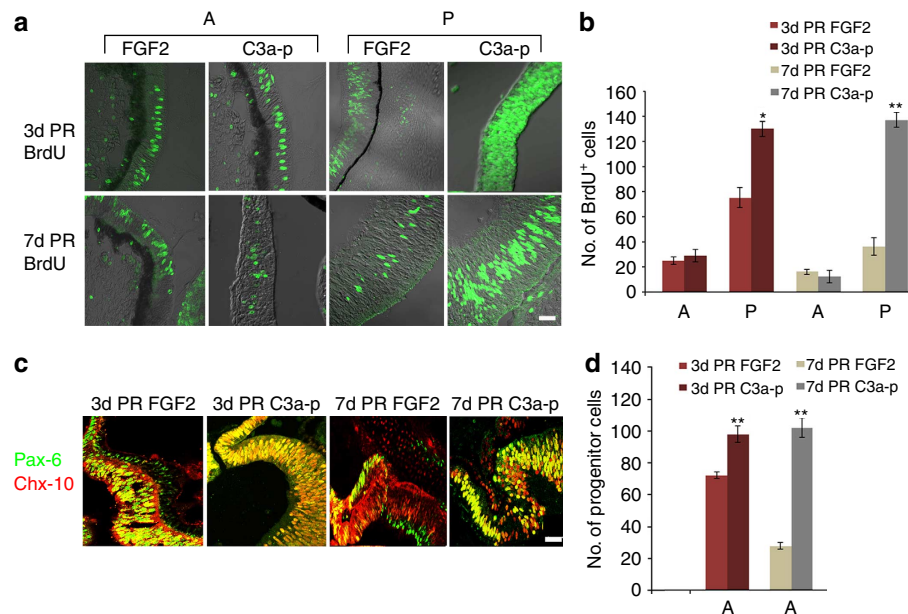 a
A
P
FGF2
C3a-p
FGF2
C3a-p
3d PR
BrdU
7d PR
BrdU
b
3d PR FGF2
3d PR C3a-p
7d PR FGF2
7d PR C3a-p
No. of BrdU+ cells
160
140
120
100
80
60
40
20
0
*
**
A
P
A
P
c
3d PR FGF2
3d PR C3a-p
7d PR FGF2
7d PR C3a-p
Pax-6
Chx-10
d
3d PR FGF2
7d PR FGF2
3d PR C3a-p
7d PR C3a-p
No. of progenitor cells
140
120
100
80
60
40
20
0
**
**
A
A